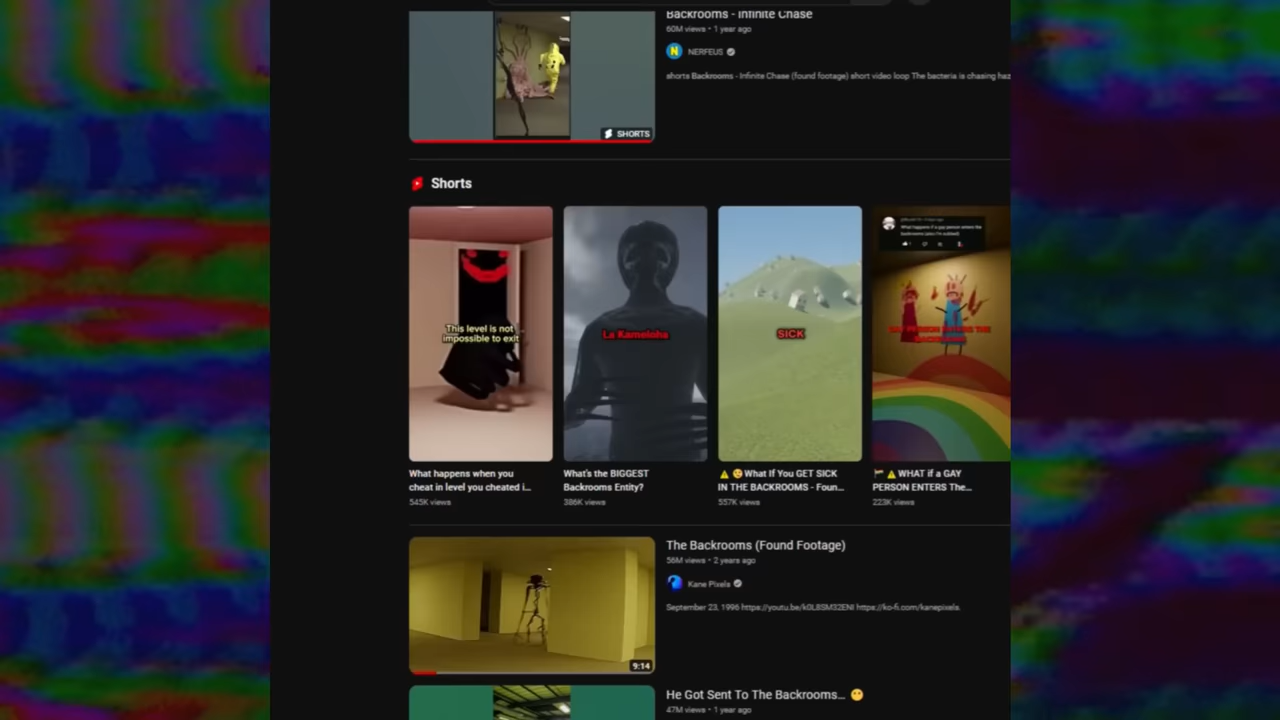 Backrooms - Infinite Chase
60M views • 1 year ago
N
NERFEUS
shorts Backrooms - Infinite Chase (found footage) short video loop The bacteria is chasing haz
SHORTS
Shorts
This level is not
impossible to exit
La Kameloha
SICK
What happens when you
cheat in level you cheated i...
545K views
What's the BIGGEST
Backrooms Entity?
386K views
⚠️ 😰What If You GET SICK
IN THE BACKROOMS - Foun...
557K views
⚠️ WHAT if a GAY
PERSON ENTERS The...
223K views
The Backrooms (Found Footage)
56M views • 2 years ago
Kane Pixels
September 23, 1996 https://youtu.be/k0L8SM32ENI https://ko-fi.com/kanepixels.
9:14
He Got Sent To The Backrooms... 😬
47M views • 1 year ago